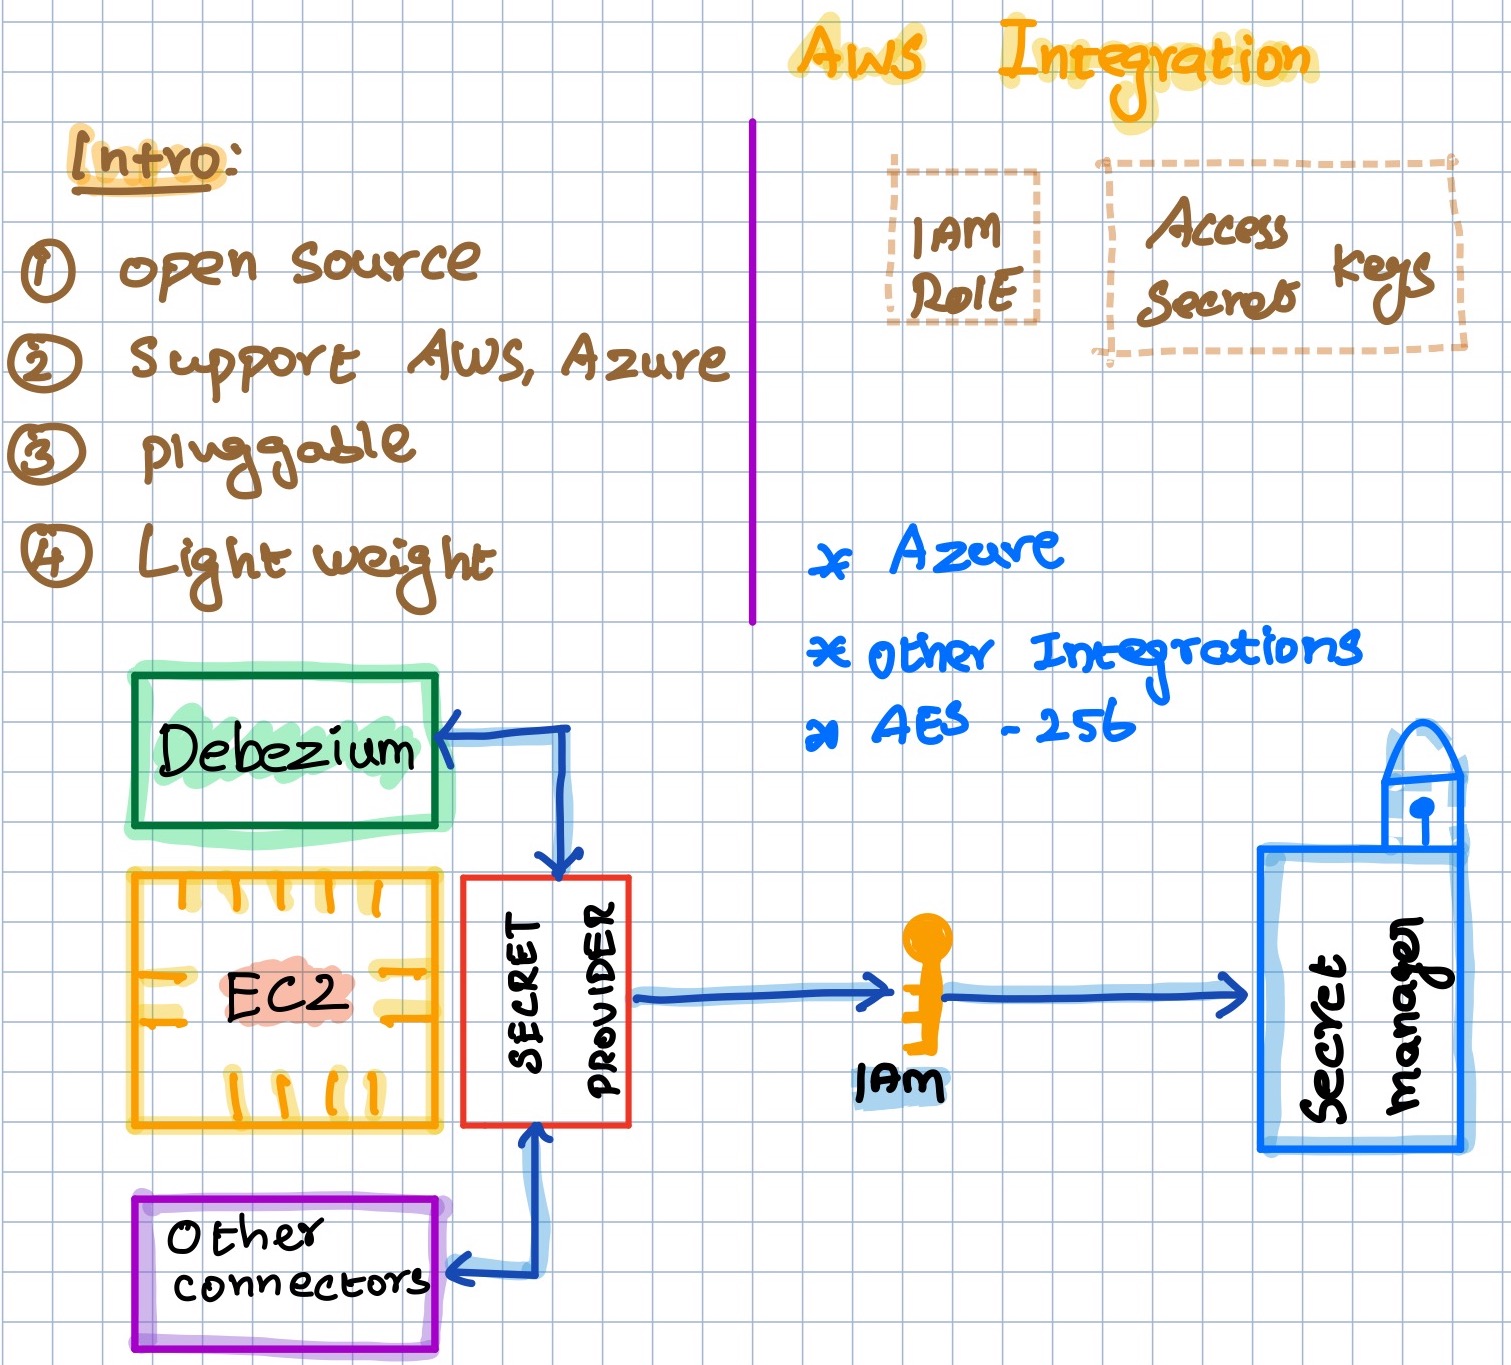 AWS Integration
Intro:
1 open source
2 Support AWS, Azure
3 pluggable
4 Light weight
IAM
RolE
Access
Secret Keys
* Azure
* Other Integrations
* AES - 256
Debezium
EC2
SECRET
PROVIDER
IAM
Secret
manager
Other
connectors